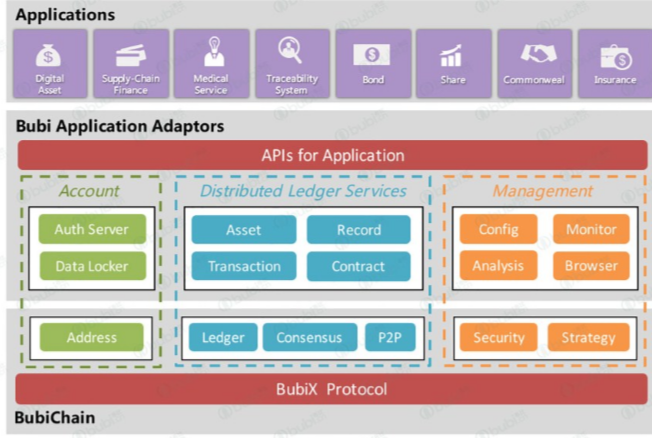 Applications
Digital Asset
Supply-Chain Finance
Medical Service
Traceability System
Bond
Share
Commonweal
Insurance
Bubi Application Adaptors
APIs for Application
Account
Distributed Ledger Services
Management
Auth Server
Asset
Record
Config
Monitor
Data Locker
Transaction
Contract
Analysis
Browser
Address
Ledger
Consensus
P2P
Security
Strategy
BubiX Protocol
BubiChain